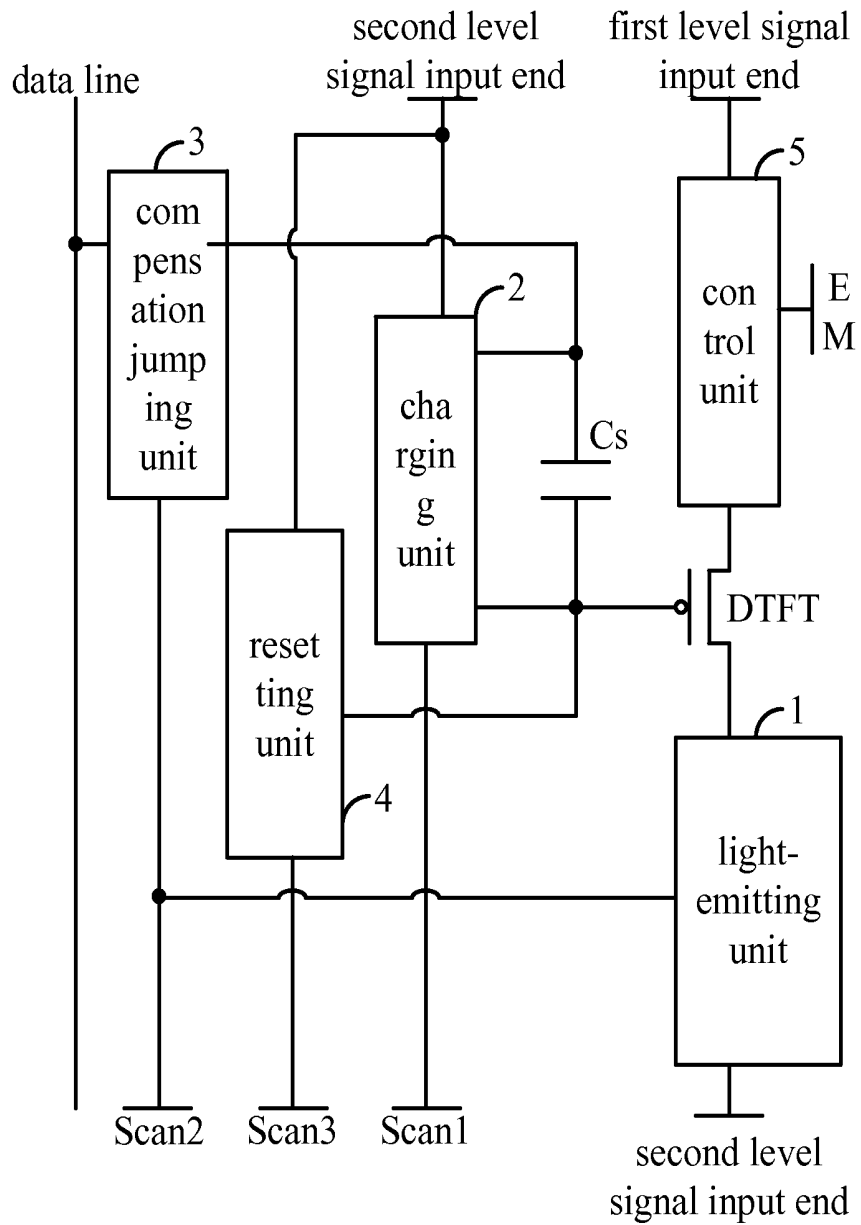 second level
signal input end
first level signal
input end
data line
3
5
com
pens
ation
jump
ing
unit
2
con
trol
unit
E
M
cha
rgin
g
unit
Cs
DTFT
reset
ting
unit
1
4
light-
emitting
unit
Scan2
Scan3
Scan1
second level
signal input end